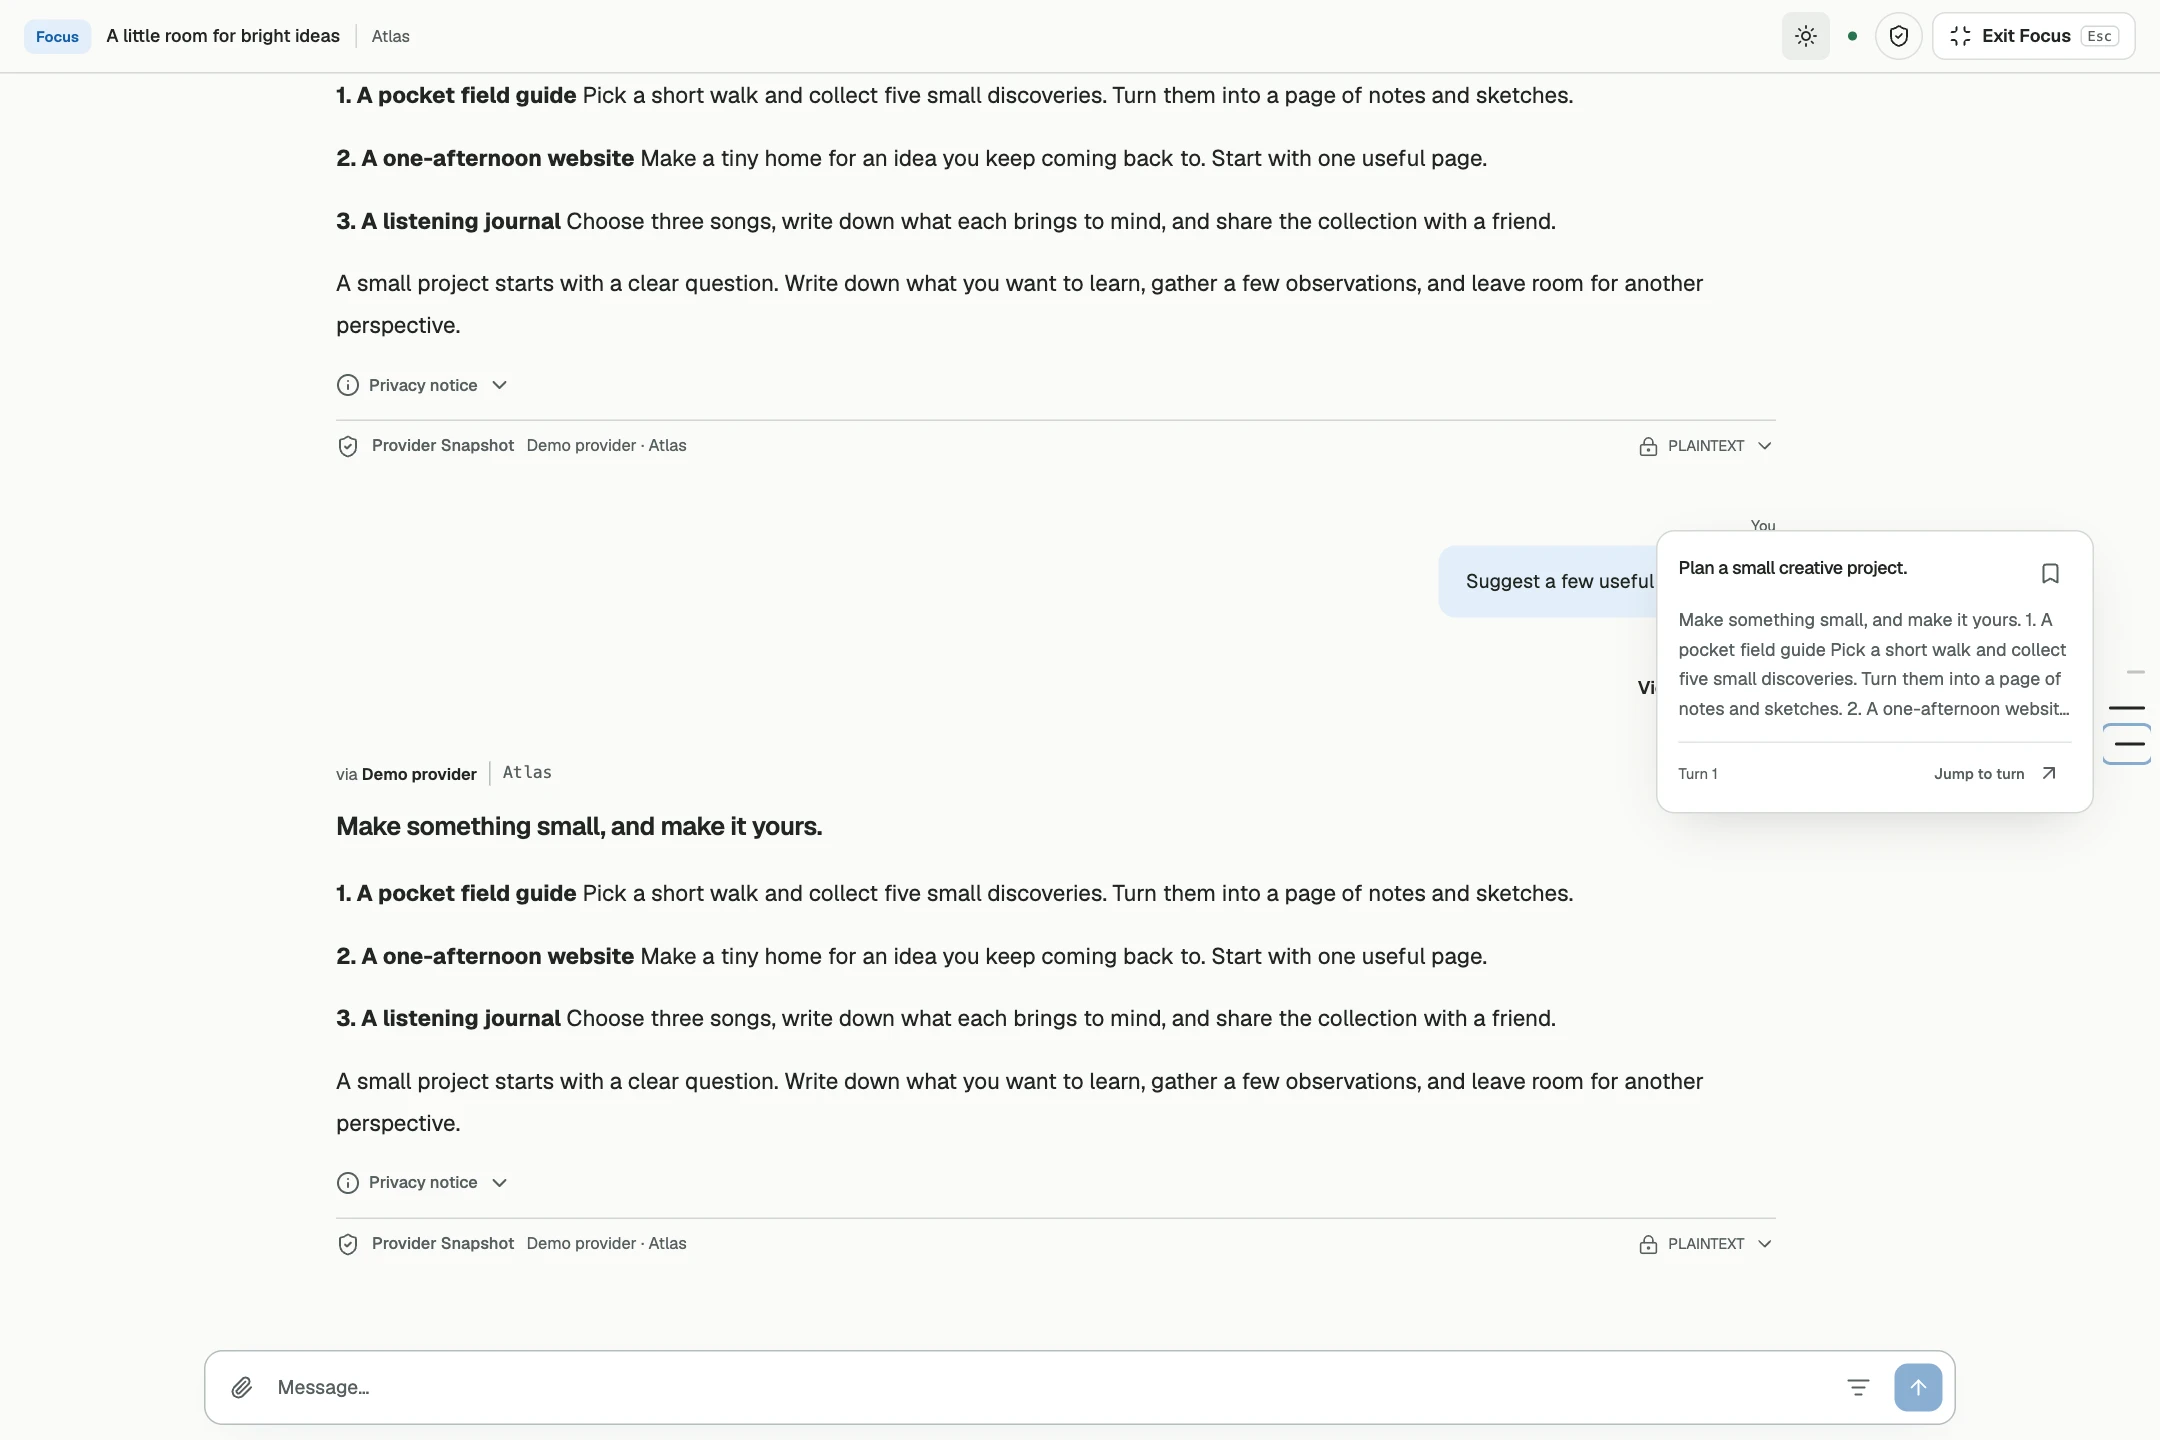 Focus A little room for bright ideas Atlas Exit Focus Esc
1. A pocket field guide Pick a short walk and collect five small discoveries. Turn them into a page of notes and sketches.
2. A one-afternoon website Make a tiny home for an idea you keep coming back to. Start with one useful page.
3. A listening journal Choose three songs, write down what each brings to mind, and share the collection with a friend.
A small project starts with a clear question. Write down what you want to learn, gather a few observations, and leave room for another
perspective.
Privacy notice
Provider Snapshot Demo provider · Atlas PLAINTEXT
You
Suggest a few useful
Plan a small creative project.
Make something small, and make it yours. 1. A
pocket field guide Pick a short walk and collect
five small discoveries. Turn them into a page of
notes and sketches. 2. A one-afternoon websit...
Turn 1 Jump to turn
via Demo provider Atlas
Make something small, and make it yours.
1. A pocket field guide Pick a short walk and collect five small discoveries. Turn them into a page of notes and sketches.
2. A one-afternoon website Make a tiny home for an idea you keep coming back to. Start with one useful page.
3. A listening journal Choose three songs, write down what each brings to mind, and share the collection with a friend.
A small project starts with a clear question. Write down what you want to learn, gather a few observations, and leave room for another
perspective.
Privacy notice
Provider Snapshot Demo provider · Atlas PLAINTEXT
Message...